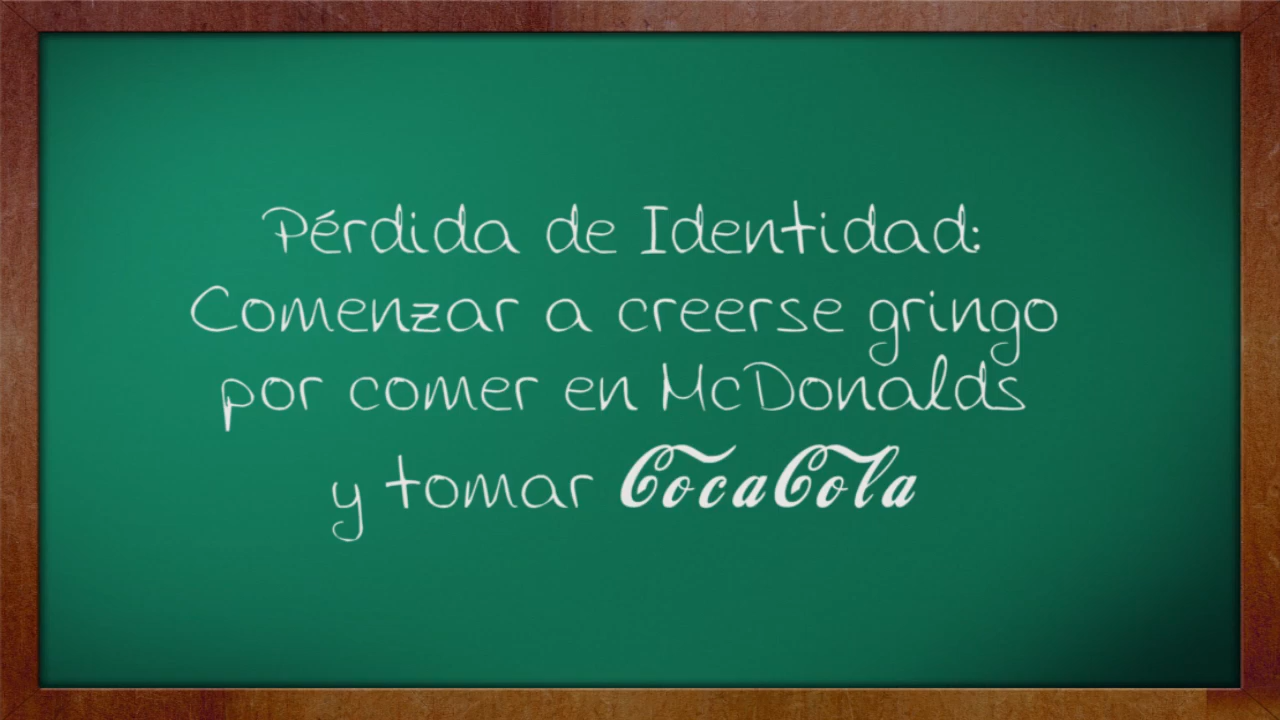 Pérdida de Identidad:
Comenzar a creerse gringo
por comer en McDonalds
y tomar CocaCola